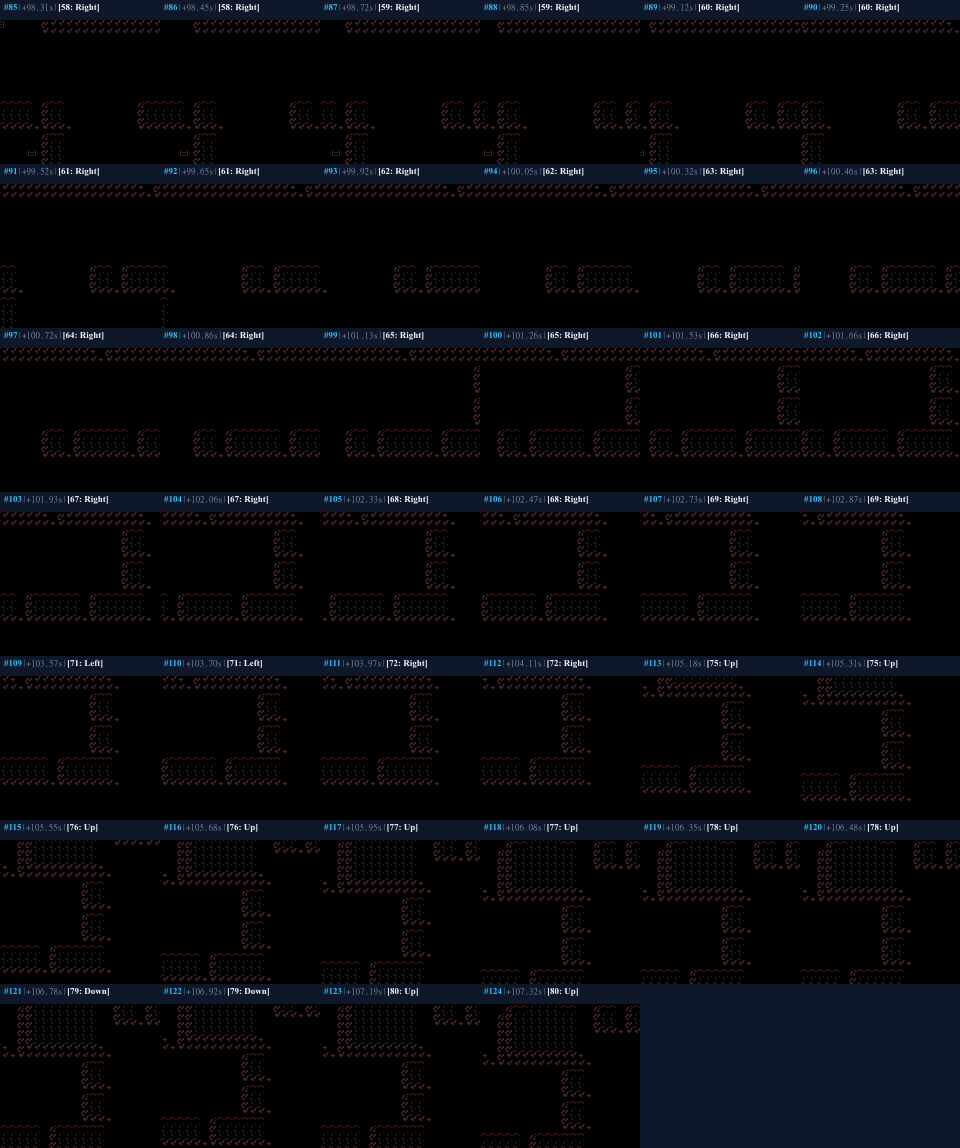 #85 | +98.31s | [58: Right] #86 | +98.45s | [58: Right] #87 | +98.72s | [59: Right] #88 | +98.85s | [59: Right] #89 | +99.12s | [60: Right] #90 | +99.25s | [60: Right]
#91 | +99.52s | [61: Right] #92 | +99.65s | [61: Right] #93 | +99.92s | [62: Right] #94 | +100.05s | [62: Right] #95 | +100.32s | [63: Right] #96 | +100.46s | [63: Right]
#97 | +100.72s | [64: Right] #98 | +100.86s | [64: Right] #99 | +101.13s | [65: Right] #100 | +101.26s | [65: Right] #101 | +101.53s | [66: Right] #102 | +101.66s | [66: Right]
#103 | +101.93s | [67: Right] #104 | +102.06s | [67: Right] #105 | +102.33s | [68: Right] #106 | +102.47s | [68: Right] #107 | +102.73s | [69: Right] #108 | +102.87s | [69: Right]
#109 | +103.57s | [71: Left] #110 | +103.70s | [71: Left] #111 | +103.97s | [72: Right] #112 | +104.11s | [72: Right] #113 | +105.18s | [75: Up] #114 | +105.31s | [75: Up]
#115 | +105.55s | [76: Up] #116 | +105.68s | [76: Up] #117 | +105.95s | [77: Up] #118 | +106.08s | [77: Up] #119 | +106.35s | [78: Up] #120 | +106.48s | [78: Up]
#121 | +106.78s | [79: Down] #122 | +106.92s | [79: Down] #123 | +107.19s | [80: Up] #124 | +107.32s | [80: Up]